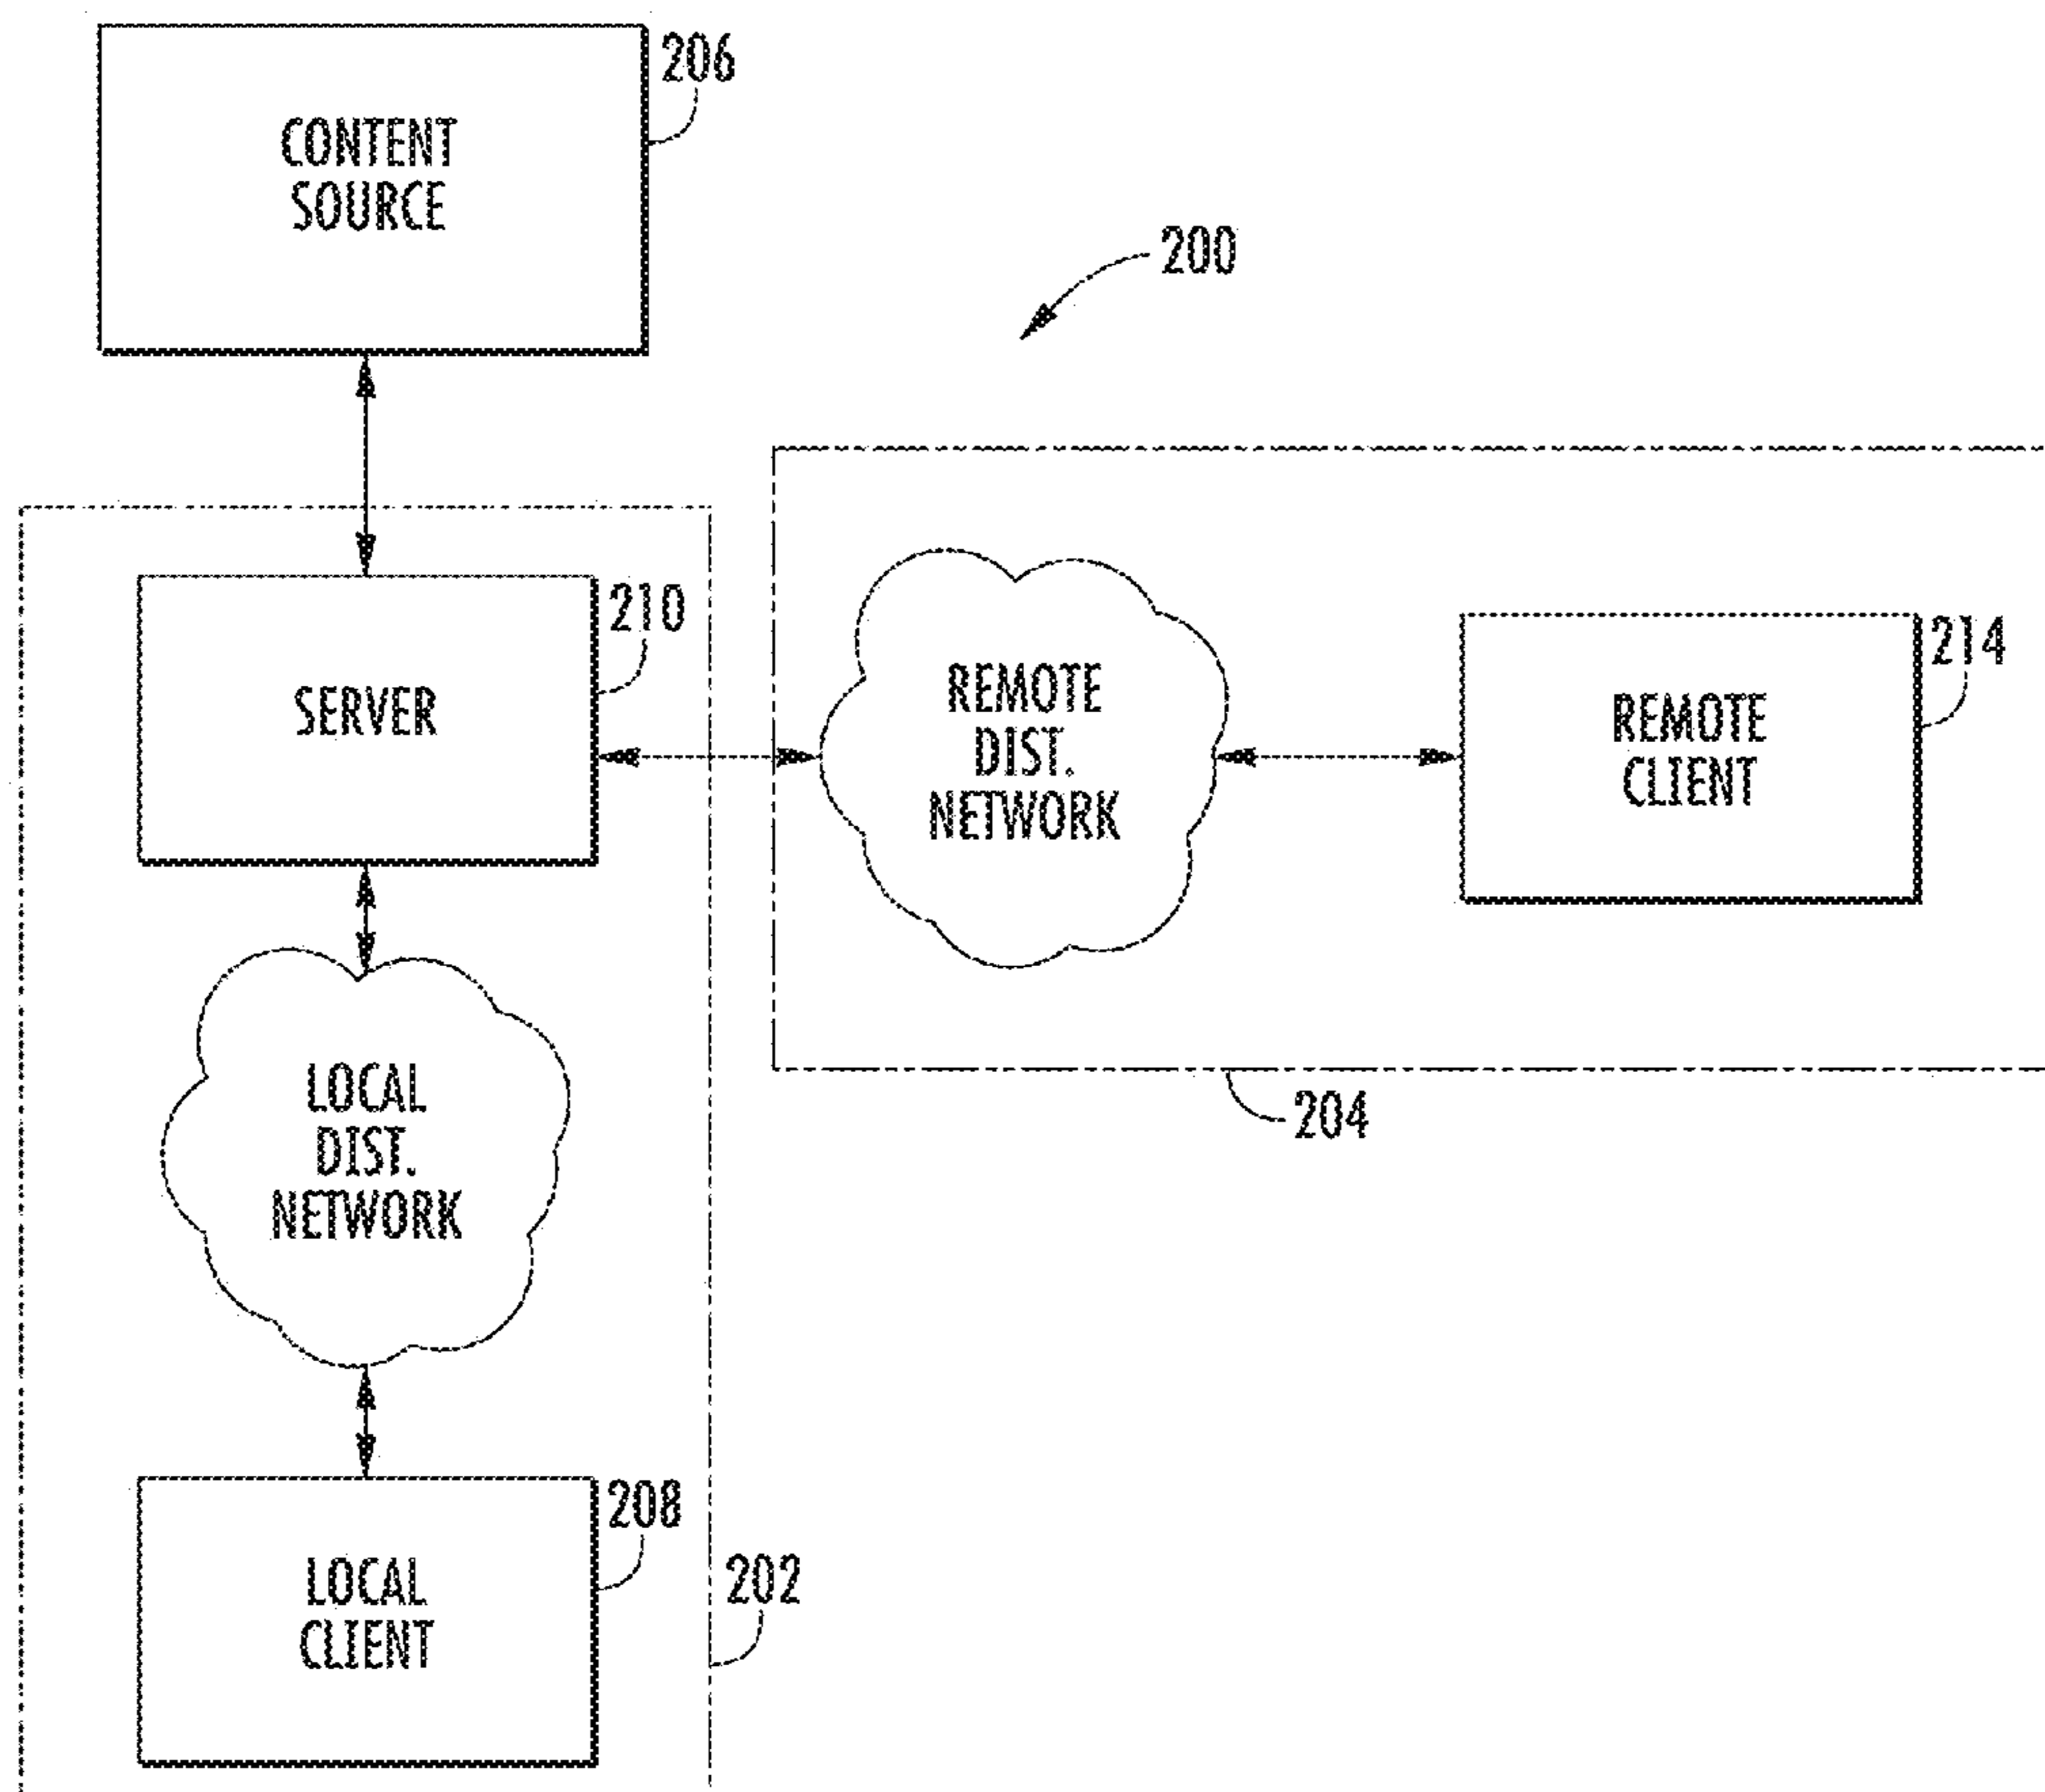 206
CONTENT
SOURCE
200
210
SERVER
214
REMOTE
DIST.
NETWORK
REMOTE
CLIENT
204
LOCAL
DIST.
NETWORK
208
LOCAL
CLIENT
202